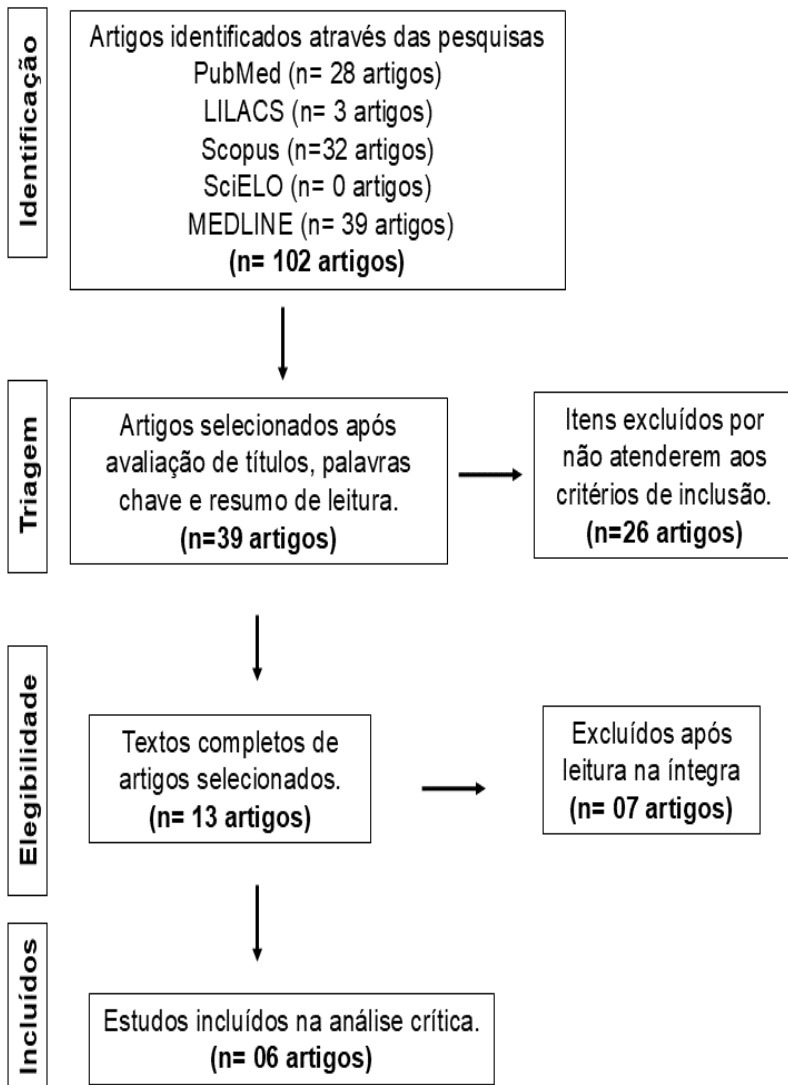 Identificação
Artigos identificados através das pesquisas
PubMed (n= 28 artigos)
LILACS (n= 3 artigos)
Scopus (n=32 artigos)
SciELO (n= 0 artigos)
MEDLINE (n= 39 artigos)
(n= 102 artigos)
Triagem
Artigos selecionados após
avaliação de títulos, palavras
chave e resumo de leitura.
(n=39 artigos)
Itens excluídos por
não atenderem aos
critérios de inclusão.
(n=26 artigos)
Elegibilidade
Textos completos de
artigos selecionados.
(n= 13 artigos)
Excluídos após
leitura na íntegra
(n= 07 artigos)
Incluídos
Estudos incluídos na análise crítica.
(n= 06 artigos)